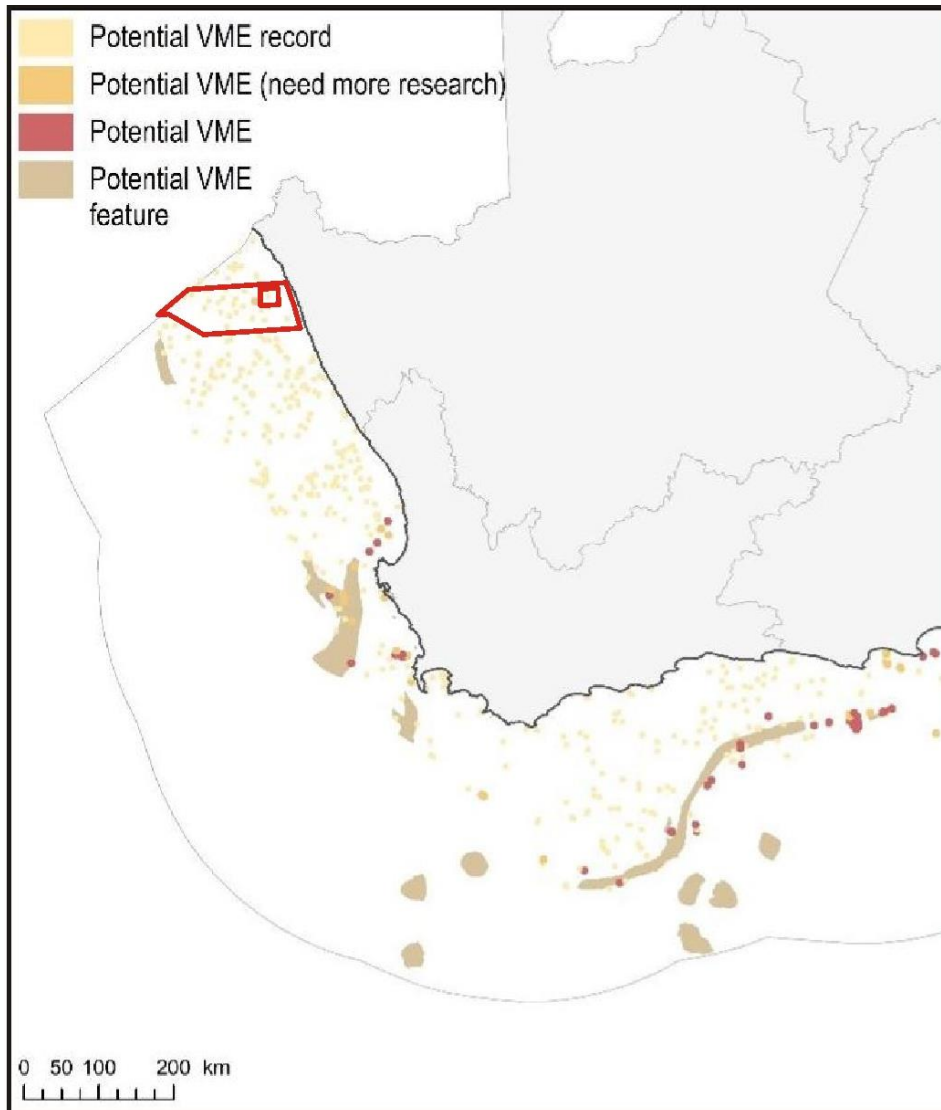 Potential VME record
Potential VME (need more research)
Potential VME
Potential VME
feature
0 50 100 200 km